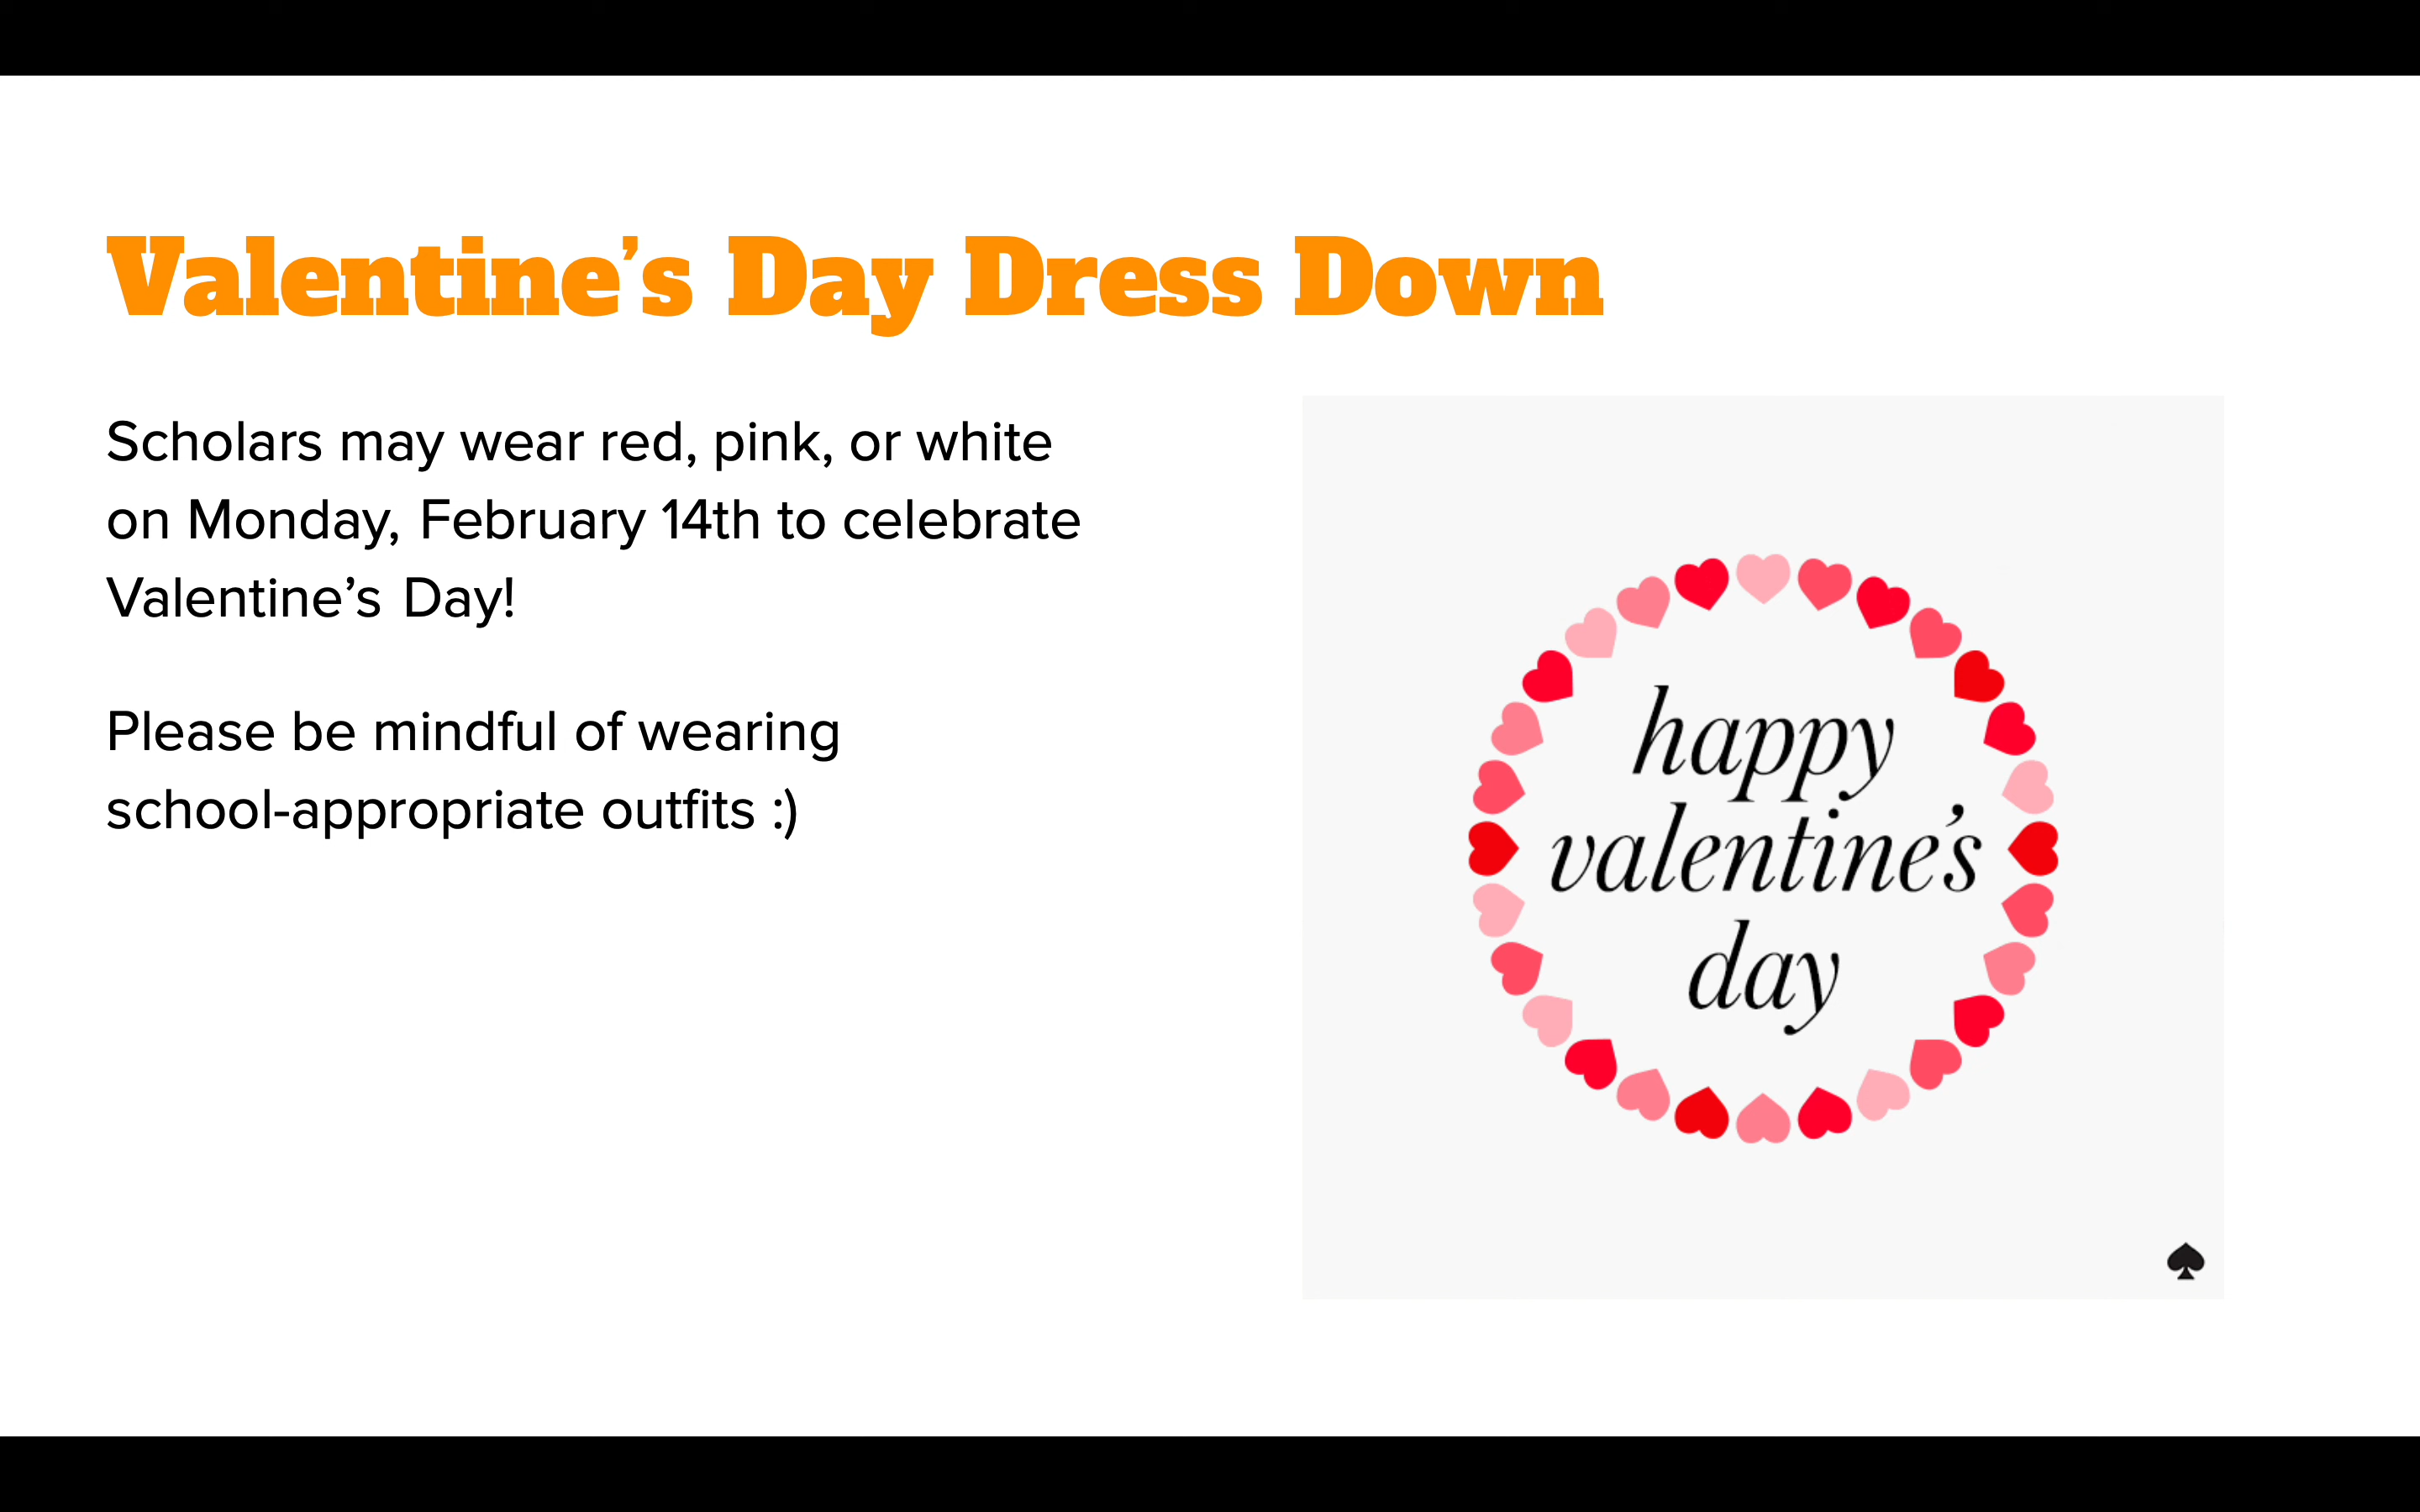 Valentine’s Day Dress Down
Scholars may wear red, pink, or white
on Monday, February 14th to celebrate
Valentine’s Day!
Please be mindful of wearing
school-appropriate outfits :)
happy
valentine’s
day